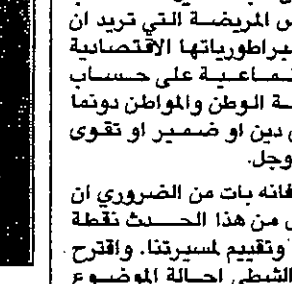 المريضة التي تريد ان
براطورياتها الاقتصادية
على حساب
ة الوطن والمواطن دونما
دين او ضمير او تقوى
وجل.
فانه بات من الضروري ان
من هذا الحدث نقطة
وتقييم لمسيرتنا. واقترح
الشطي احالة الموضوع